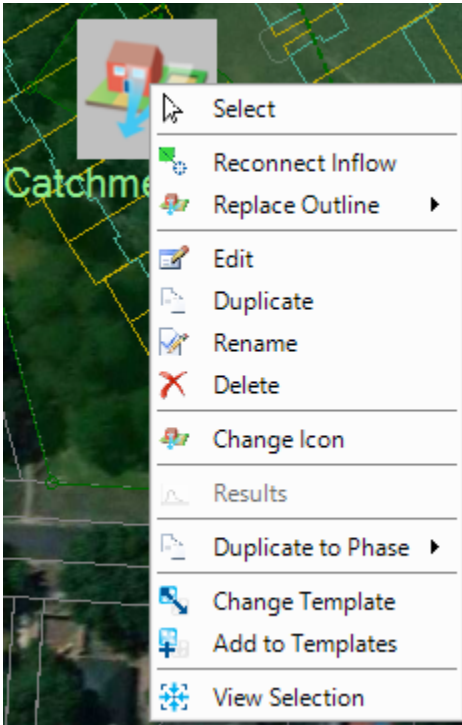 Select
Reconnect Inflow
Catchme
Replace Outline
Edit
Duplicate
Rename
Delete
Change Icon
Results
Duplicate to Phase
Change Template
Add to Templates
View Selection